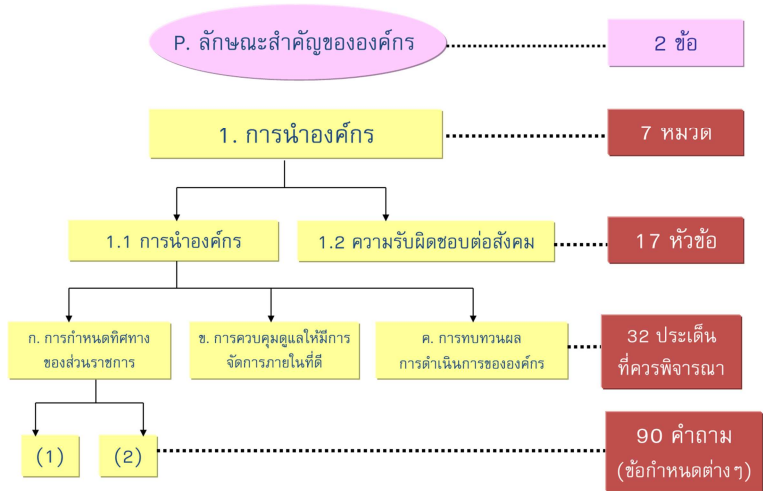 P. ลักษณะสำคัญขององค์กร
2 ข้อ
1. การนำองค์กร
7 หมวด
1.1 การนำองค์กร
1.2 ความรับผิดชอบต่อสังคม
17 หัวข้อ
ก. การกำหนดทิศทาง
ของส่วนราชการ
ข. การควบคุมดูแลให้มีการ
จัดการภายในที่ดี
ค. การทบทวนผล
การดำเนินการขององค์กร
32 ประเด็น
ที่ควรพิจารณา
(1)
(2)
90 คำถาม
(ข้อกำหนดต่าง ๆ)